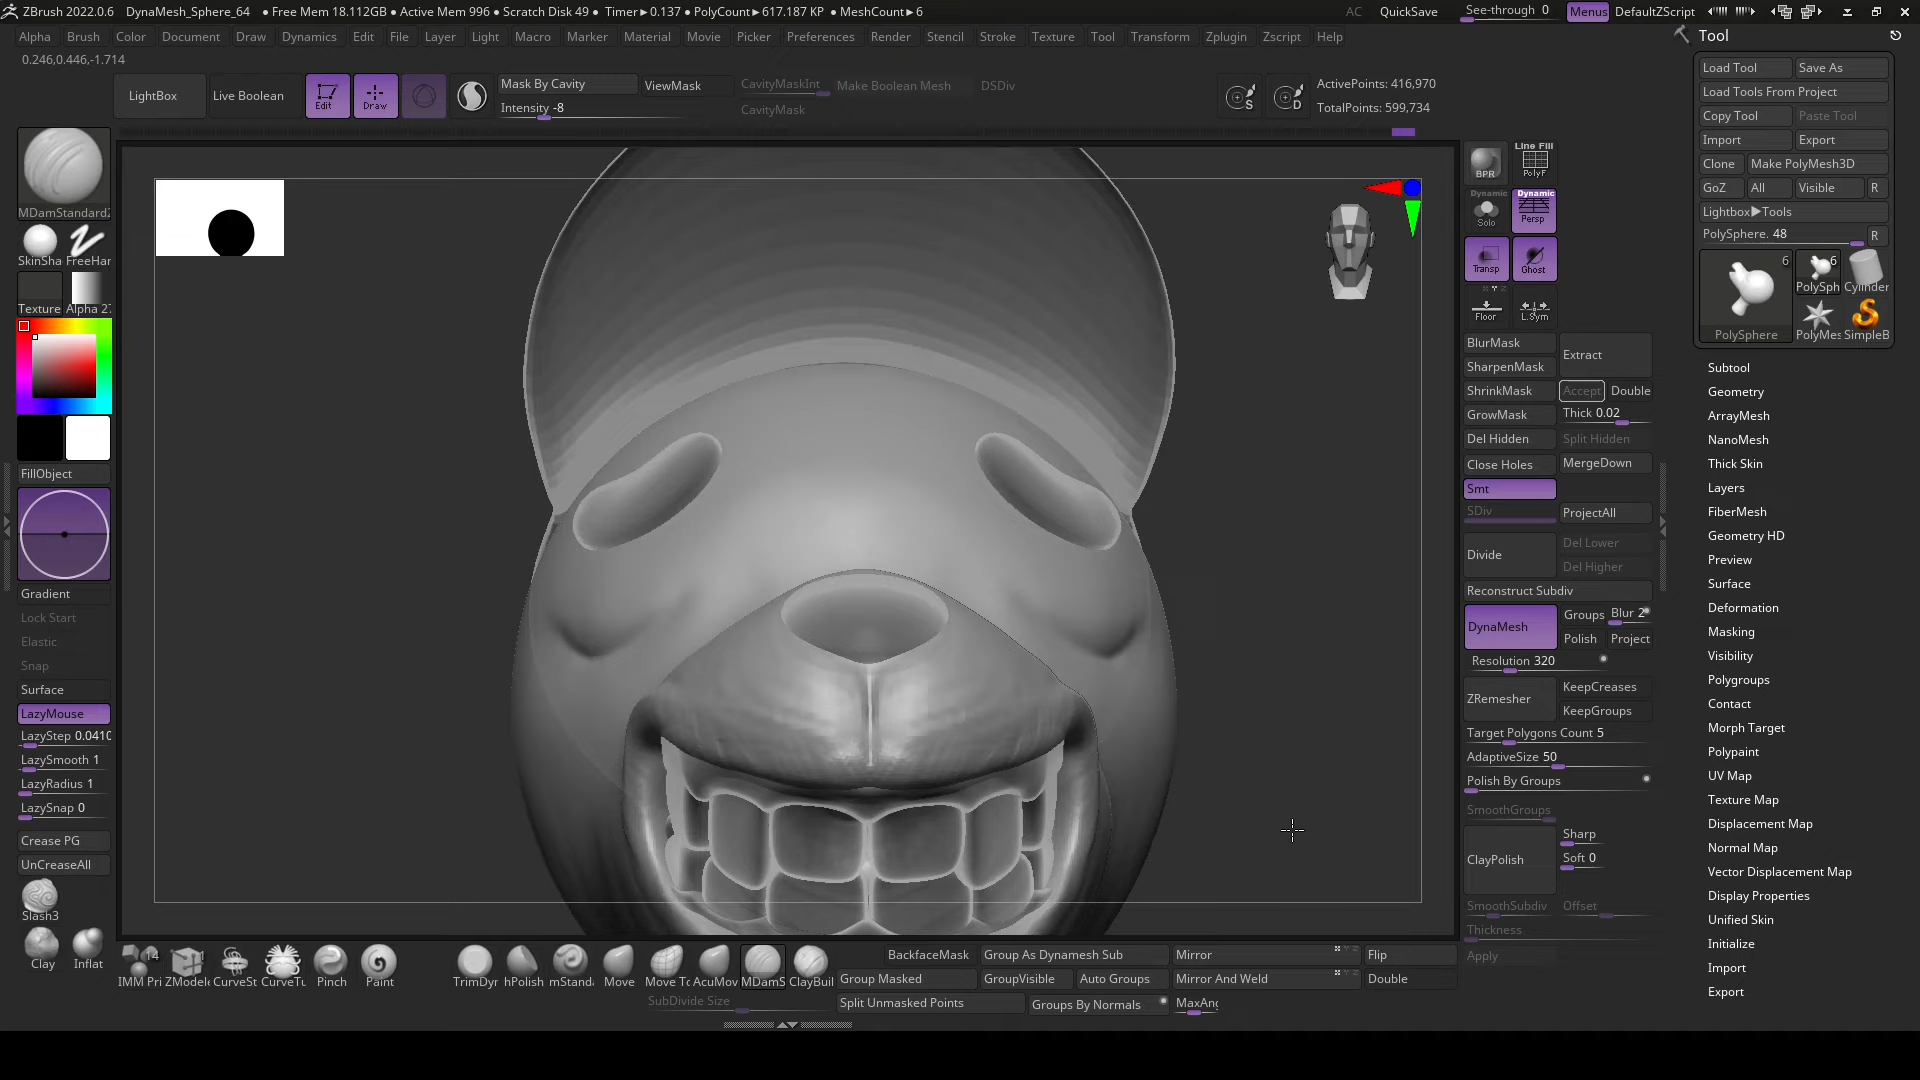 ZBrush 2022.0.6 DynaMesh_Sphere_64 ● Free Mem 18.112GB ● Active Mem 996 ● Scratch Disk 49 ● Timer▶0.137 ● PolyCount▶617.187 KP ● MeshCount▶6 AC QuickSave See-through 0 Menus DefaultZScript
Alpha Brush Color Document Draw Dynamics Edit File Layer Light Macro Marker Material Movie Picker Preferences Render Stencil Stroke Texture Tool Transform Zplugin Zscript Help
0.246,0.446,-1.714
LightBox
Live Boolean
Edit
Draw
Mask By Cavity
Intensity -8
ViewMask
CavityMaskInt
CavityMask
Make Boolean Mesh
DSDiv
S
D
ActivePoints: 416,970
TotalPoints: 599,734
MDamStandard2
SkinSha FreeHan
Texture Alpha 27
FillObject
Gradient
Lock Start
Elastic
Snap
Surface
LazyMouse
LazyStep 0.0410
LazySmooth 1
LazyRadius 1
LazySnap 0
Crease PG
UnCreaseAll
Slash3
Clay Inflat
BPR
Line Fill
PolyF
Dynamic
Solo
Dynamic
Persp
Transp
Ghost
Floor
L.Sym
BlurMask
SharpenMask
ShrinkMask
GrowMask
Del Hidden
Close Holes
Smt
SDiv
Divide
Reconstruct Subdiv
Extract
Accept Double
Thick 0.02
Split Hidden
MergeDown
ProjectAll
Del Lower
Del Higher
DynaMesh
Groups Blur 2
Polish Project
Resolution 320
ZRemesher
KeepCreases
KeepGroups
Target Polygons Count 5
AdaptiveSize 50
Polish By Groups
SmoothGroups
ClayPolish
Sharp
Soft 0
SmoothSubdiv Offset
Thickness
Apply
Tool
Load Tool Save As
Load Tools From Project
Copy Tool Paste Tool
Import Export
Clone Make PolyMesh3D
GoZ All Visible R
Lightbox▶Tools
PolySphere. 48 R
6
PolySphere
6
PolySph
Cylinder
PolyMes
SimpleB
Subtool
Geometry
ArrayMesh
NanoMesh
Thick Skin
Layers
FiberMesh
Geometry HD
Preview
Surface
Deformation
Masking
Visibility
Polygroups
Contact
Morph Target
Polypaint
UV Map
Texture Map
Displacement Map
Normal Map
Vector Displacement Map
Display Properties
Unified Skin
Initialize
Import
Export
14
IMM Pri ZModele CurveSt CurveTu Pinch Paint TrimDyr hPolish mStand Move Move To AcuMov MDamS ClayBuil
SubDivide Size
BackfaceMask Group As Dynamesh Sub Mirror Flip
Group Masked GroupVisible Auto Groups Mirror And Weld Double
Split Unmasked Points Groups By Normals MaxAng